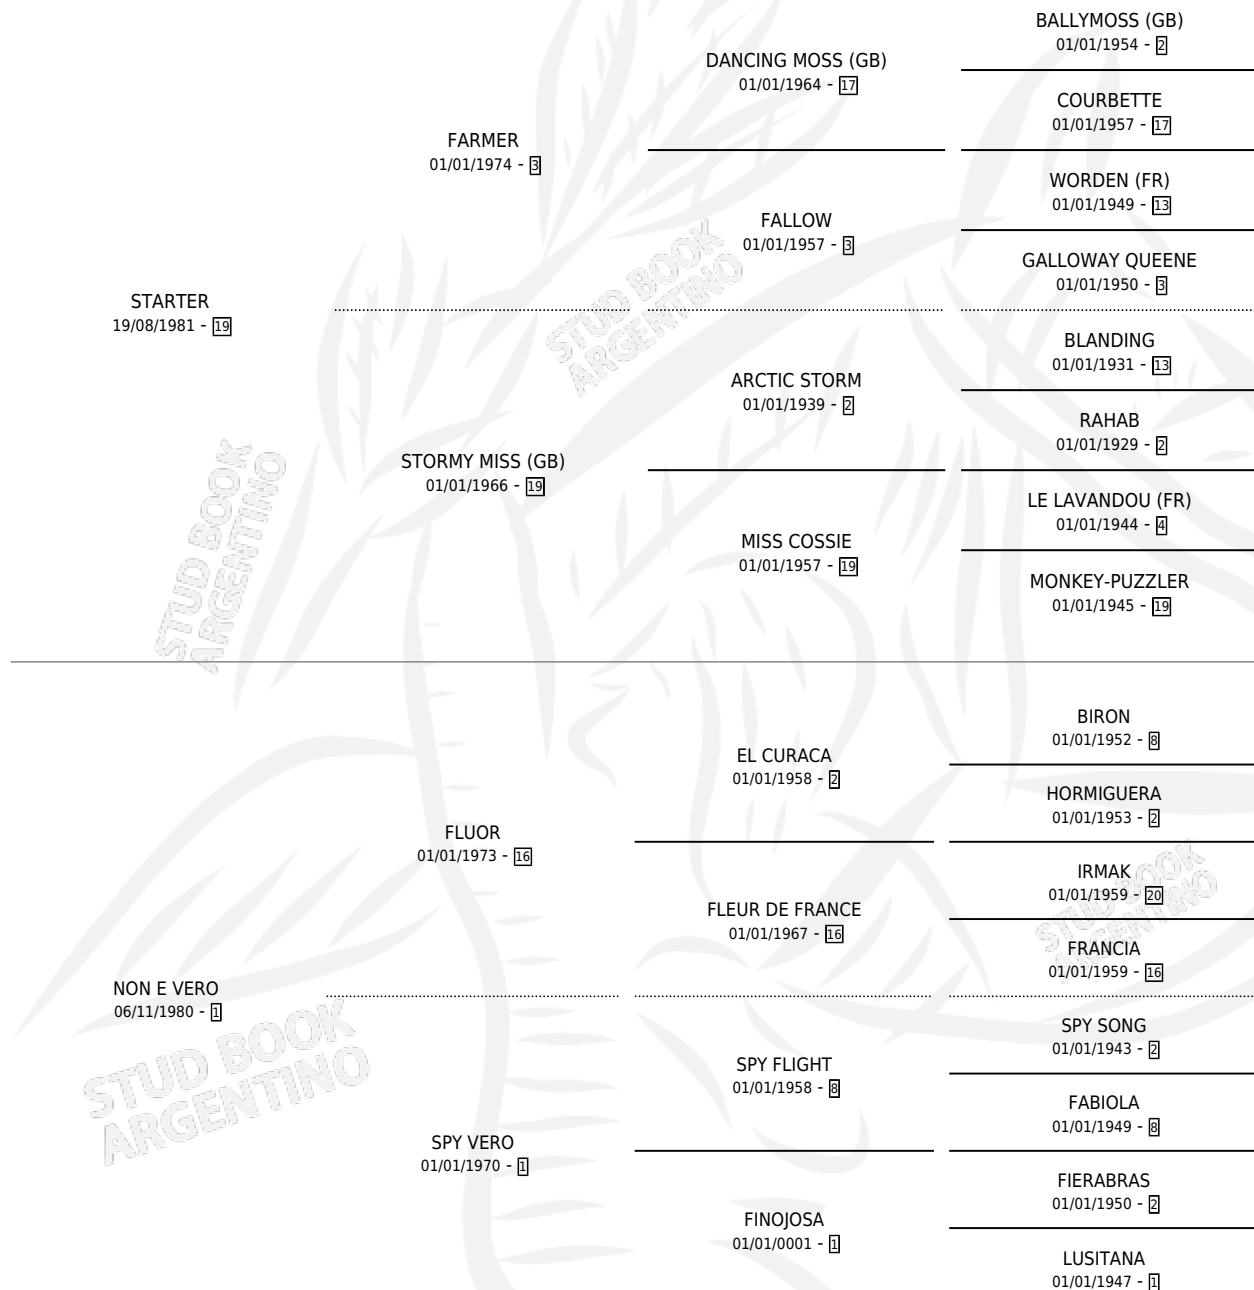 BALLYMOSS (GB)
01/01/1954 - 2
DANCING MOSS (GB)
01/01/1964 - 17
COURBETTE
01/01/1957 - 17
FARMER
01/01/1974 - 3
WORDEN (FR)
01/01/1949 - 13
FALLOW
01/01/1957 - 3
GALLOWAY QUEENE
01/01/1950 - 3
STARTER
19/08/1981 - 19
BLANDING
01/01/1931 - 13
ARCTIC STORM
01/01/1939 - 2
RAHAB
01/01/1929 - 2
STORMY MISS (GB)
01/01/1966 - 19
LE LAVANDOU (FR)
01/01/1944 - 4
MISS COSSIE
01/01/1957 - 19
MONKEY-PUZZLER
01/01/1945 - 19
BIRON
01/01/1952 - 8
EL CURACA
01/01/1958 - 2
HORMIGUERA
01/01/1953 - 2
FLUOR
01/01/1973 - 16
IRMAK
01/01/1959 - 20
FLEUR DE FRANCE
01/01/1967 - 16
FRANCIA
01/01/1959 - 16
NON E VERO
06/11/1980 - 1
SPY SONG
01/01/1943 - 2
SPY FLIGHT
01/01/1958 - 8
FABIOLA
01/01/1949 - 8
SPY VERO
01/01/1970 - 1
FIERABRAS
01/01/1950 - 2
FINOJOSA
01/01/0001 - 1
LUSITANA
01/01/1947 - 1
STUD BOOK
ARGENTINO
STUD BOOK
ARGENTINO
STUD BOOK
ARGENTINO
STUD BOOK
ARGENTINO